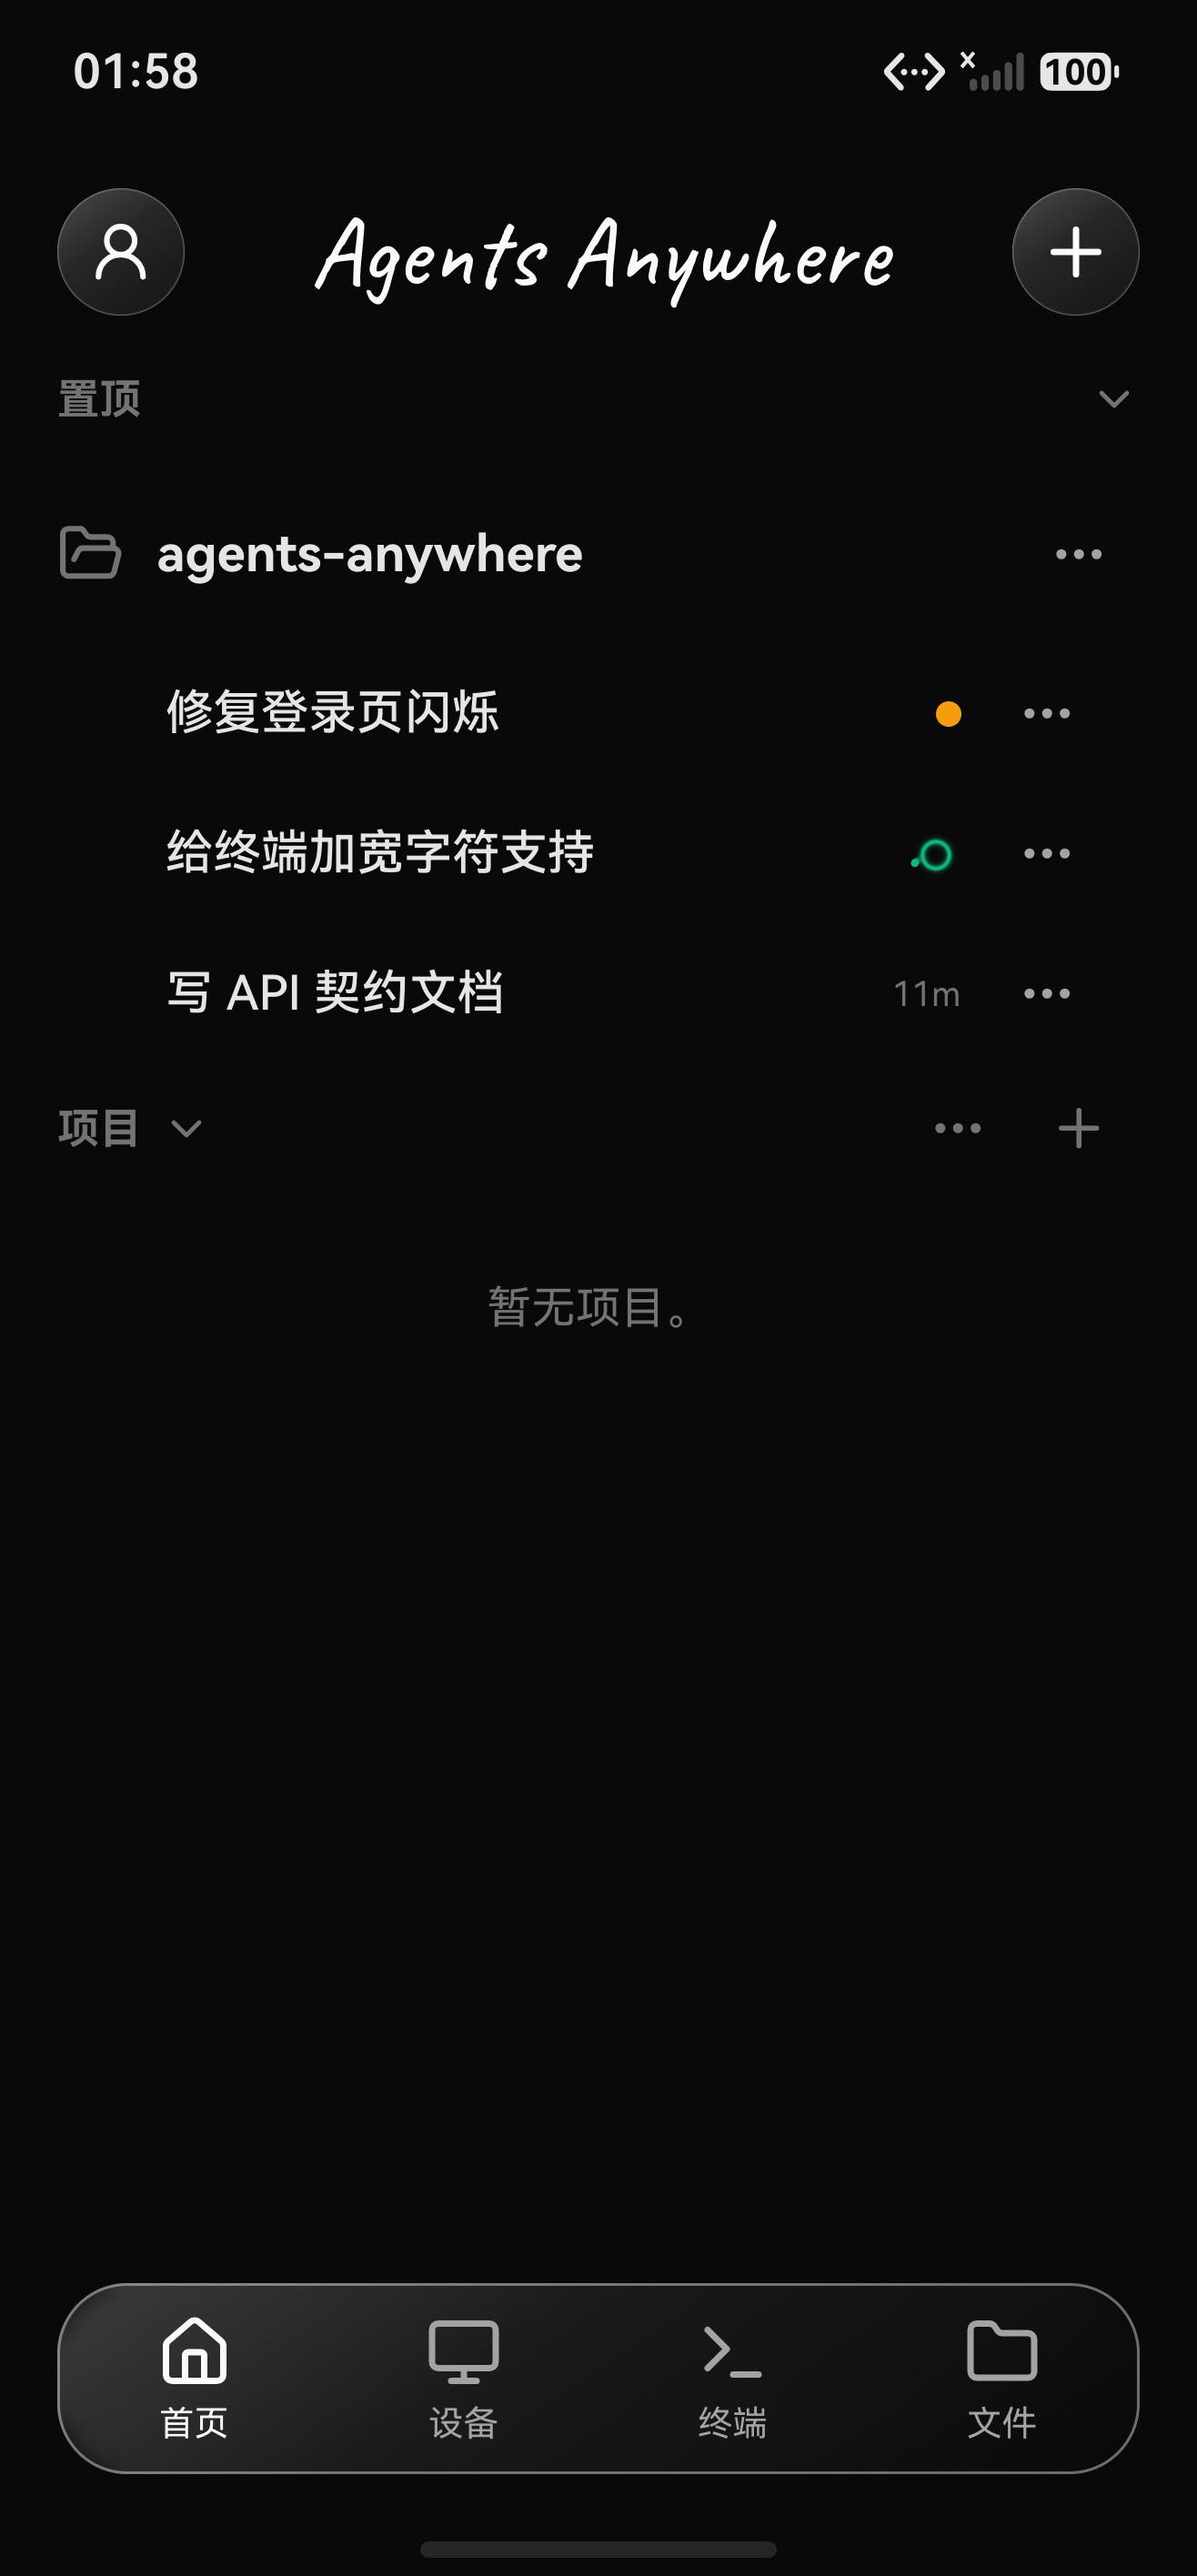 01:58
100
Agents Anywhere
置顶
agents-anywhere
修复登录页闪烁
给终端加宽字符支持
写 API 契约文档
11m
项目
暂无项目。
首页
设备
终端
文件